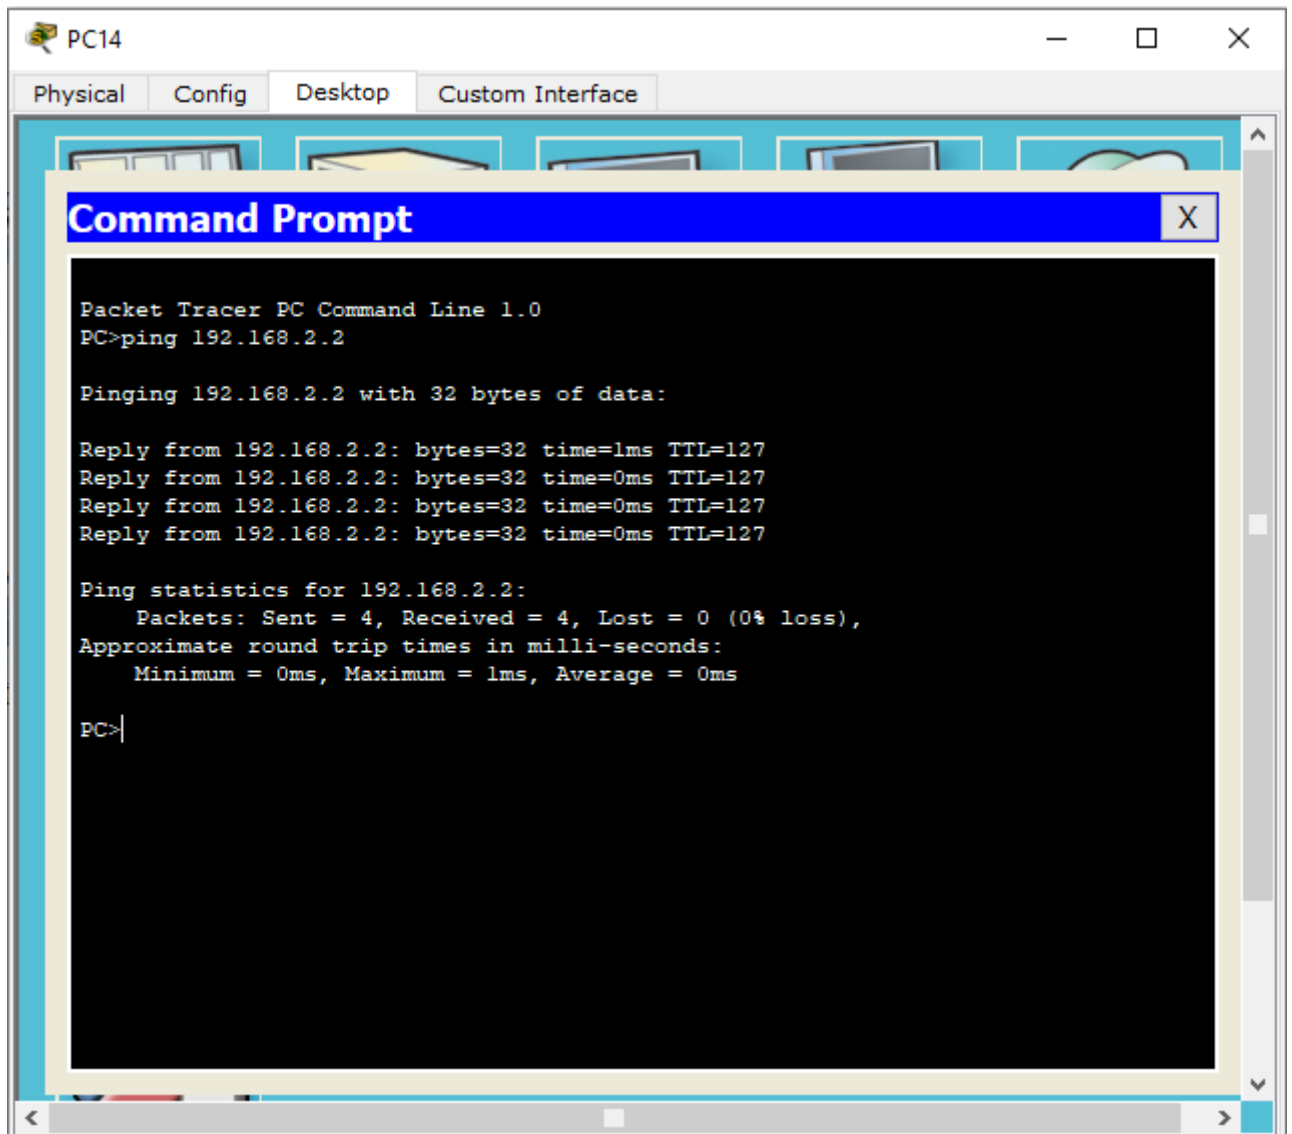 PC14
Physical Config Desktop Custom Interface
Command Prompt X
Packet Tracer PC Command Line 1.0
PC>ping 192.168.2.2
Pinging 192.168.2.2 with 32 bytes of data:
Reply from 192.168.2.2: bytes=32 time=1ms TTL=127
Reply from 192.168.2.2: bytes=32 time=0ms TTL=127
Reply from 192.168.2.2: bytes=32 time=0ms TTL=127
Reply from 192.168.2.2: bytes=32 time=0ms TTL=127
Ping statistics for 192.168.2.2:
Packets: Sent = 4, Received = 4, Lost = 0 (0% loss),
Approximate round trip times in milli-seconds:
Minimum = 0ms, Maximum = 1ms, Average = 0ms
PC>